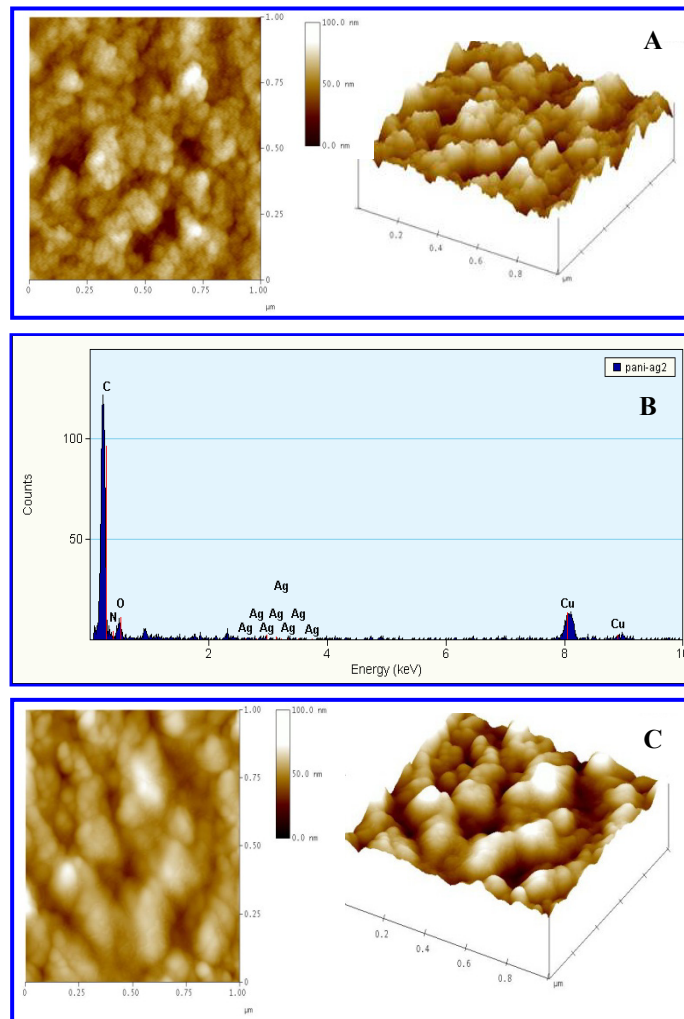 A
1.00
0.75
0.50
0.25
0
0 0.25 0.50 0.75 1.00
µm
100.0 nm
50.0 nm
0.0 nm
0.2 0.4 0.6 0.8 µm
B
pani-ag2
Counts
100
50
C
N
O
Ag
Ag Ag Ag
Ag Ag Ag Ag
Cu
Cu
2 4 6 8 10
Energy (keV)
C
1.00
0.75
0.50
0.25
0
0 0.25 0.50 0.75 1.00
µm
100.0 nm
50.0 nm
0.0 nm
0.2 0.4 0.6 0.8 µm